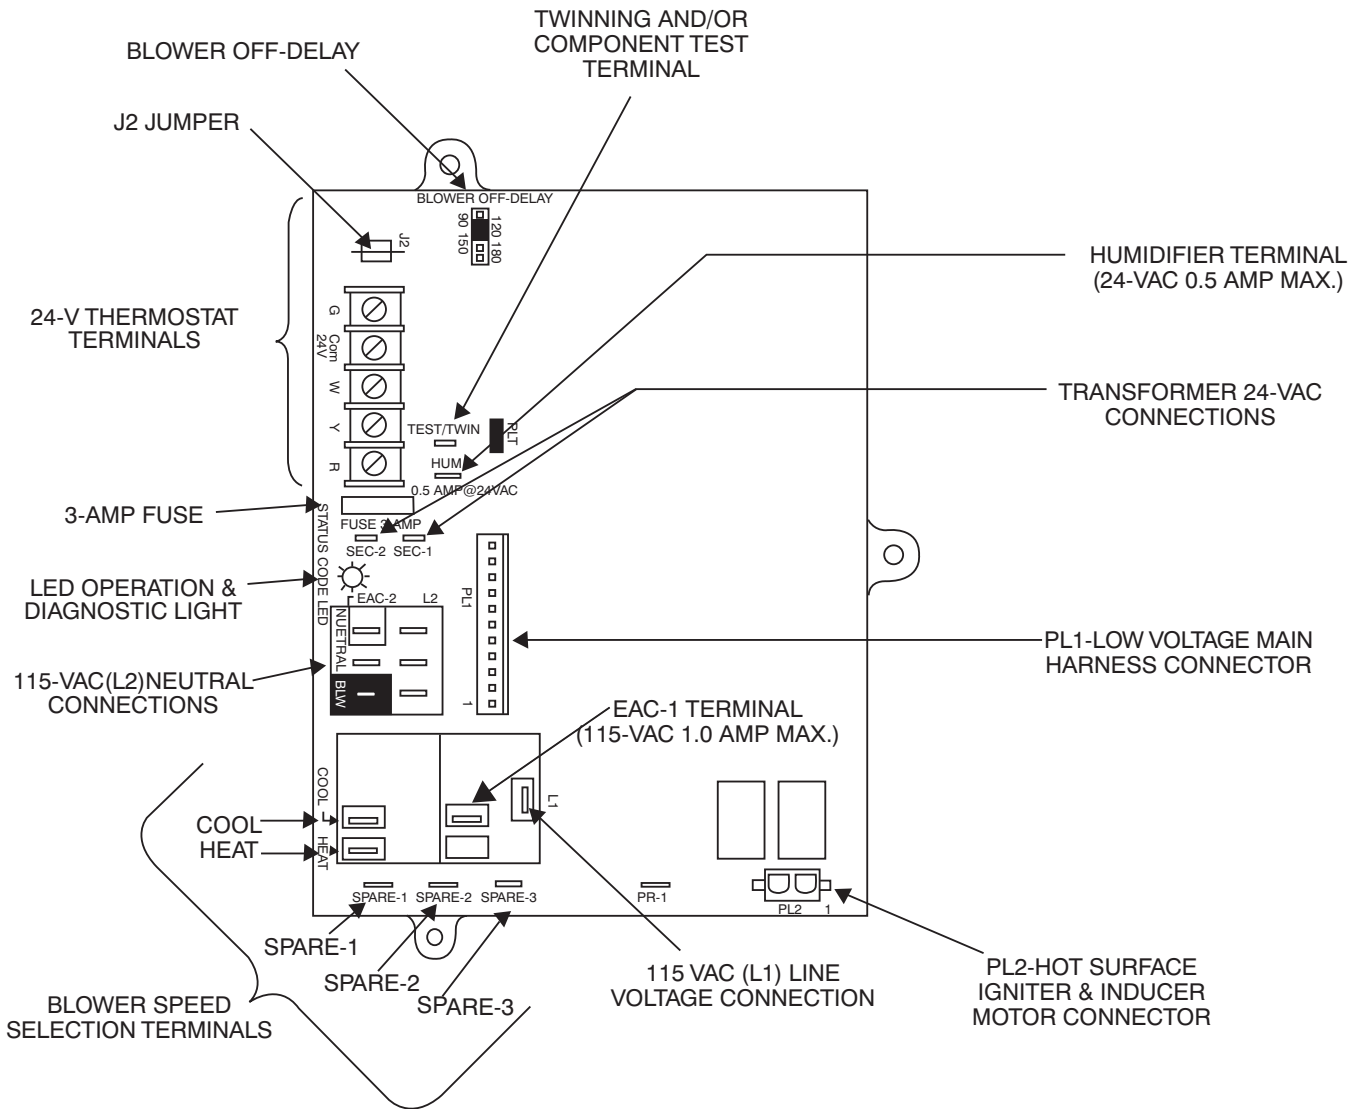 TWINNING AND/OR
COMPONENT TEST
TERMINAL
BLOWER OFF-DELAY
J2 JUMPER
BLOWER OFF-DELAY
90 150
120 180
J2
HUMIDIFIER TERMINAL
(24-VAC 0.5 AMP MAX.)
24-V THERMOSTAT
TERMINALS
G
Com
24V
W
Y
R
TEST/TWIN
PLT
HUM
0.5 AMP@24VAC
TRANSFORMER 24-VAC
CONNECTIONS
3-AMP FUSE
FUSE 3-AMP
STATUS CODE LED
SEC-2
SEC-1
LED OPERATION &
DIAGNOSTIC LIGHT
EAC-2
L2
NUETRAL
BLW
PL1
1
PL1-LOW VOLTAGE MAIN
HARNESS CONNECTOR
115-VAC(L2)NEUTRAL
CONNECTIONS
EAC-1 TERMINAL
(115-VAC 1.0 AMP MAX.)
COOL
HEAT
L1
COOL
HEAT
SPARE-1
SPARE-2
SPARE-3
PR-1
PL2
1
SPARE-1
SPARE-2
SPARE-3
BLOWER SPEED
SELECTION TERMINALS
115 VAC (L1) LINE
VOLTAGE CONNECTION
PL2-HOT SURFACE
IGNITER & INDUCER
MOTOR CONNECTOR